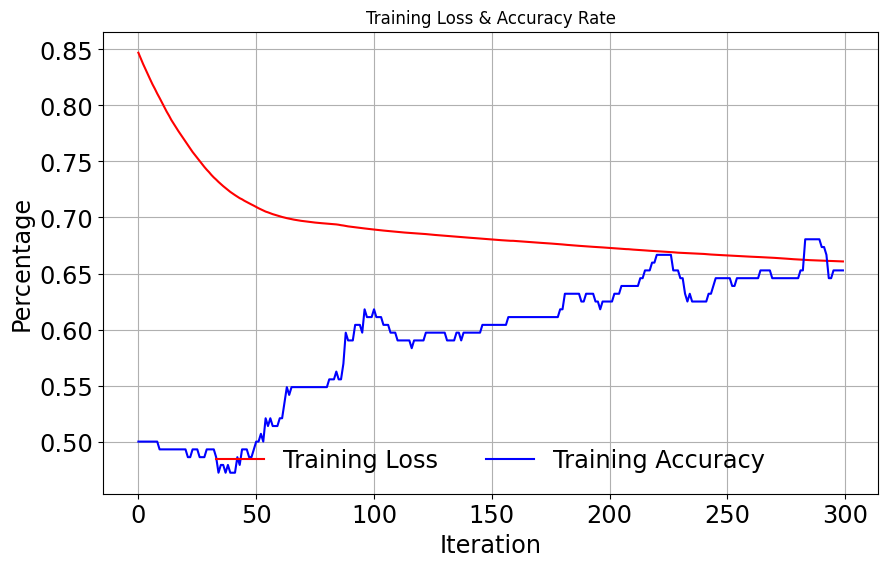 Training Loss & Accuracy Rate
Percentage
0.85
0.80
0.75
0.70
0.65
0.60
0.55
0.50
Training Loss
Training Accuracy
0 50 100 150 200 250 300
Iteration